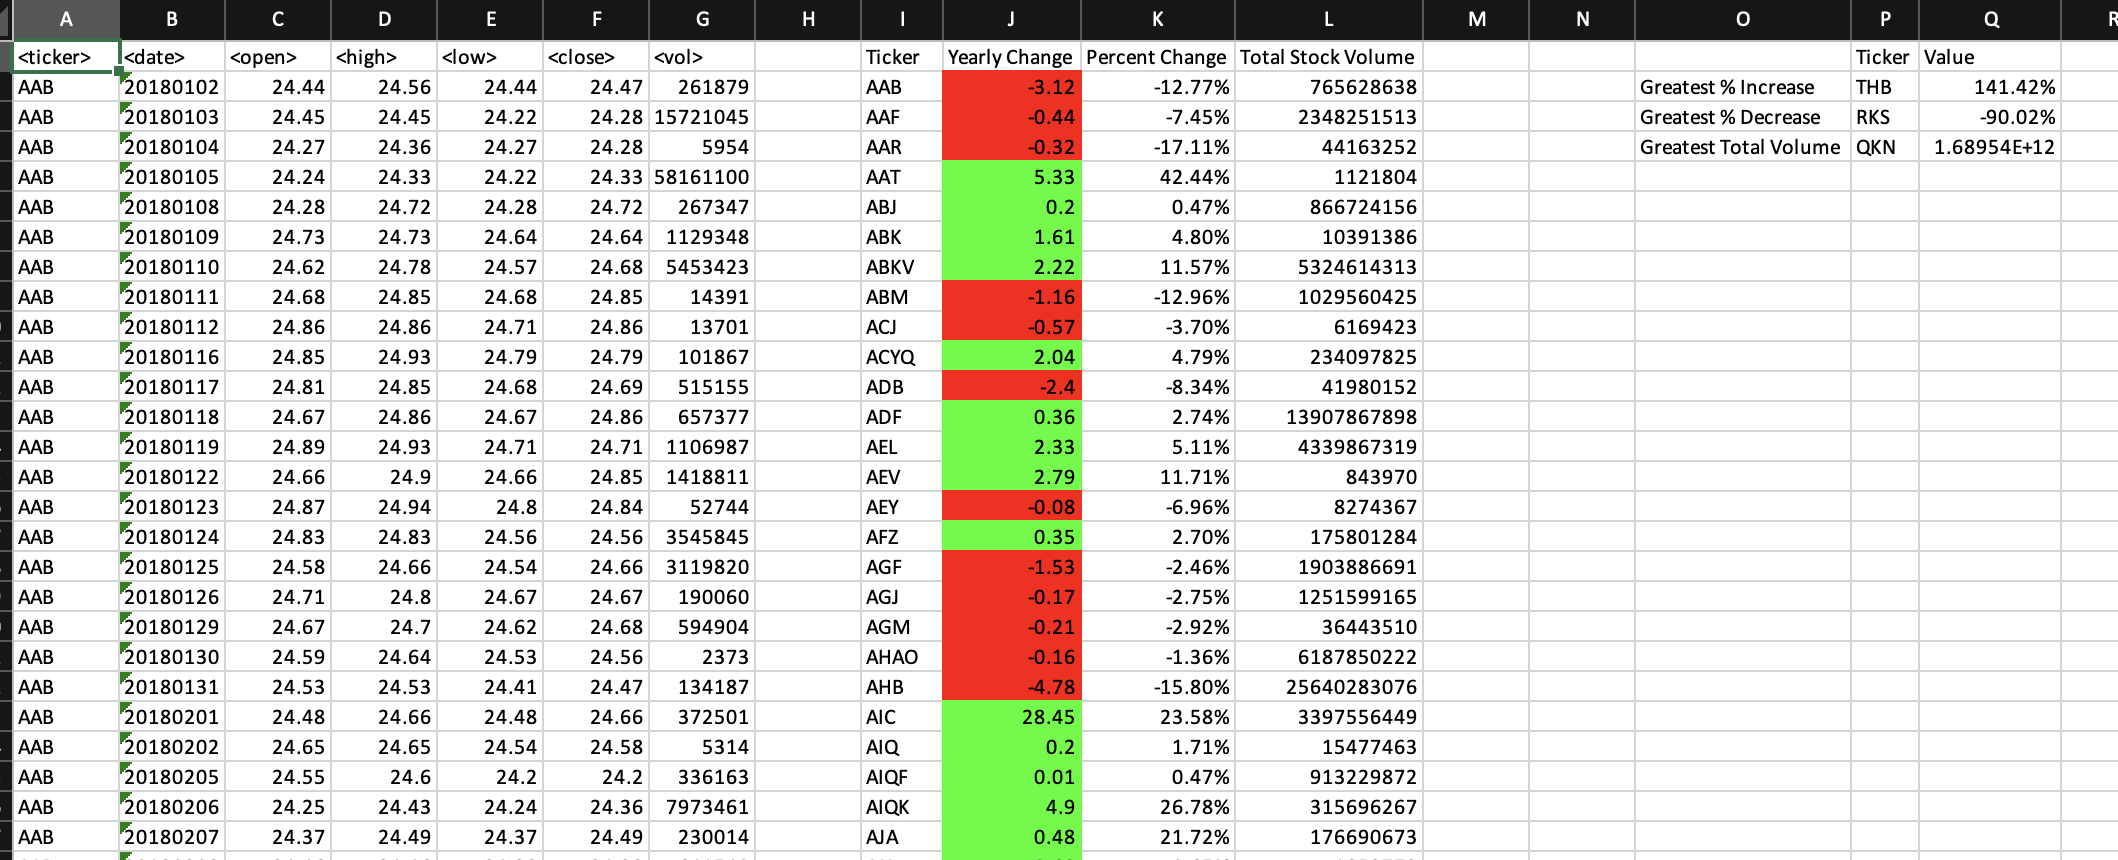 A B C D E F G H I J K L M N O P Q R
<ticker> <date> <open> <high> <low> <close> <vol> Ticker Yearly Change Percent Change Total Stock Volume Ticker Value
AAB 20180102 24.44 24.56 24.44 24.47 261879 AAB -3.12 -12.77% 765628638 Greatest % Increase THB 141.42%
AAB 20180103 24.45 24.45 24.22 24.28 15721045 AAF -0.44 -7.45% 2348251513 Greatest % Decrease RKS -90.02%
AAB 20180104 24.27 24.36 24.27 24.28 5954 AAR -0.32 -17.11% 44163252 Greatest Total Volume QKN 1.68954E+12
AAB 20180105 24.24 24.33 24.22 24.33 58161100 AAT 5.33 42.44% 1121804
AAB 20180108 24.28 24.72 24.28 24.72 267347 ABJ 0.2 0.47% 866724156
AAB 20180109 24.73 24.73 24.64 24.64 1129348 ABK 1.61 4.80% 10391386
AAB 20180110 24.62 24.78 24.57 24.68 5453423 ABKV 2.22 11.57% 5324614313
AAB 20180111 24.68 24.85 24.68 24.85 14391 ABM -1.16 -12.96% 1029560425
AAB 20180112 24.86 24.86 24.71 24.86 13701 ACJ -0.57 -3.70% 6169423
AAB 20180116 24.85 24.93 24.79 24.79 101867 ACYQ 2.04 4.79% 234097825
AAB 20180117 24.81 24.85 24.68 24.69 515155 ADB -2.4 -8.34% 41980152
AAB 20180118 24.67 24.86 24.67 24.86 657377 ADF 0.36 2.74% 13907867898
AAB 20180119 24.89 24.93 24.71 24.71 1106987 AEL 2.33 5.11% 4339867319
AAB 20180122 24.66 24.9 24.66 24.85 1418811 AEV 2.79 11.71% 843970
AAB 20180123 24.87 24.94 24.8 24.84 52744 AEY -0.08 -6.96% 8274367
AAB 20180124 24.83 24.83 24.56 24.56 3545845 AFZ 0.35 2.70% 175801284
AAB 20180125 24.58 24.66 24.54 24.66 3119820 AGF -1.53 -2.46% 1903886691
AAB 20180126 24.71 24.8 24.67 24.67 190060 AGJ -0.17 -2.75% 1251599165
AAB 20180129 24.67 24.7 24.62 24.68 594904 AGM -0.21 -2.92% 36443510
AAB 20180130 24.59 24.64 24.53 24.56 2373 AHAO -0.16 -1.36% 6187850222
AAB 20180131 24.53 24.53 24.41 24.47 134187 AHB -4.78 -15.80% 25640283076
AAB 20180201 24.48 24.66 24.48 24.66 372501 AIC 28.45 23.58% 3397556449
AAB 20180202 24.65 24.65 24.54 24.58 5314 AIQ 0.2 1.71% 15477463
AAB 20180205 24.55 24.6 24.2 24.2 336163 AIQF 0.01 0.47% 913229872
AAB 20180206 24.25 24.43 24.24 24.36 7973461 AIQK 4.9 26.78% 315696267
AAB 20180207 24.37 24.49 24.37 24.49 230014 AJA 0.48 21.72% 176690673